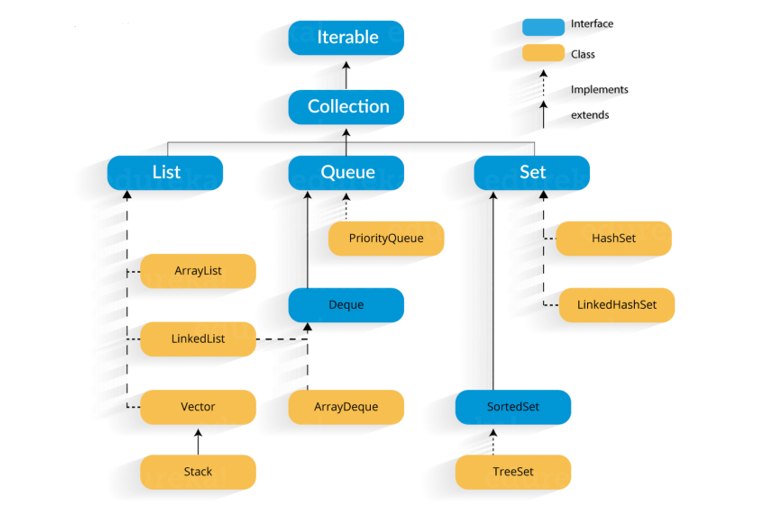 Iterable
Interface
Class
Collection
Implements
extends
List
Queue
Set
PriorityQueue
HashSet
ArrayList
Deque
LinkedHashSet
LinkedList
Vector
ArrayDeque
SortedSet
Stack
TreeSet